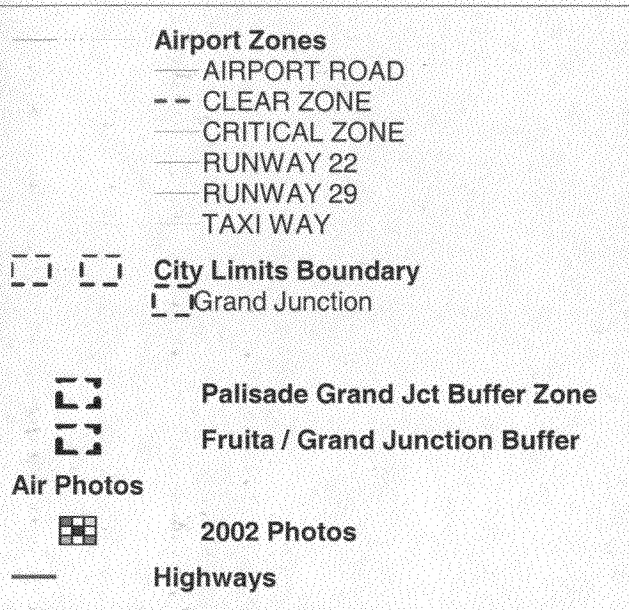 Airport Zones
AIRPORT ROAD
CLEAR ZONE
CRITICAL ZONE
RUNWAY 22
RUNWAY 29
TAXI WAY
City Limits Boundary
Grand Junction
Palisade Grand Jct Buffer Zone
Fruita / Grand Junction Buffer
Air Photos
2002 Photos
Highways